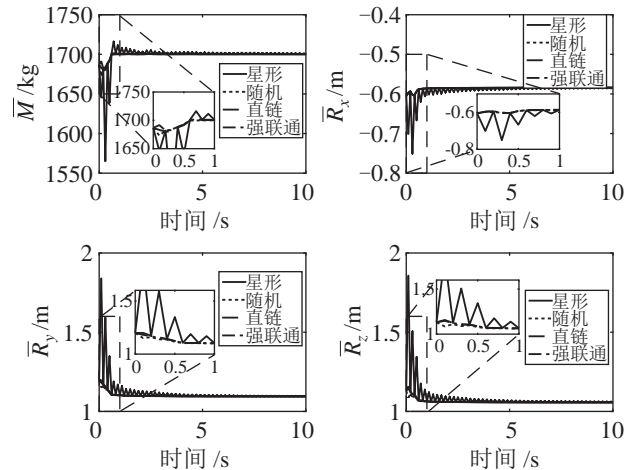 1750
1700
1650
1600
1550
M̅/kg
星形
随机
直链
强联通
1750
1700
1650
0 0.5 1
0 5 10
时间 /s
−0.4
−0.5
−0.6
−0.7
−0.8
R̅x/m
星形
随机
直链
强联通
-0.6
-0.8
0 0.5 1
0 5 10
时间 /s
2
1.5
1
R̅y/m
星形
随机
直链
强联通
1.5
1
0 0.5 1
0 5 10
时间 /s
2
1.5
1
R̅z/m
星形
随机
直链
强联通
1.5
1
0 0.5 1
0 5 10
时间 /s